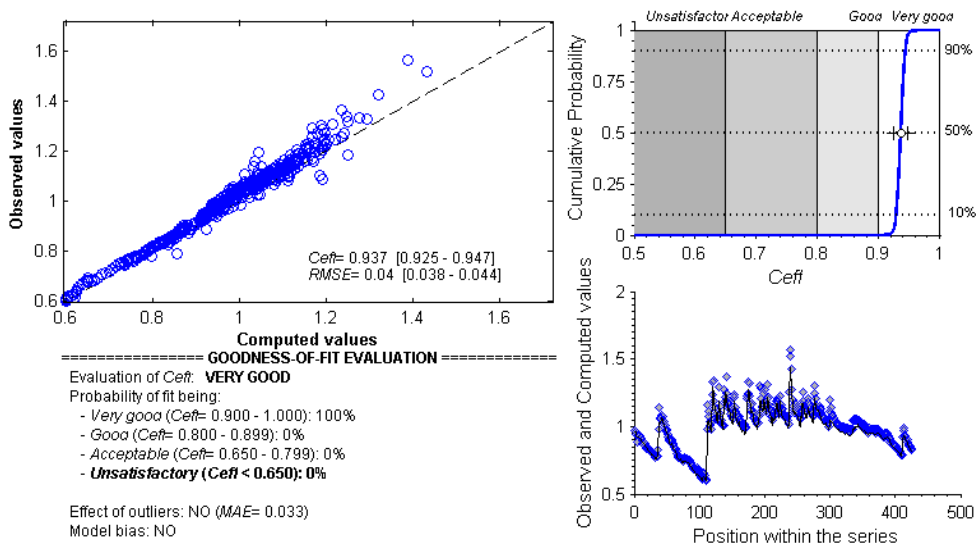 1.6
1.4
1.2
1
0.8
0.6
0.6
0.8
1
1.2
1.4
1.6
Observed values
Computed values
Ceff= 0.937 [0.925 - 0.947]
RMSE= 0.04 [0.038 - 0.044]
Unsatisfactor Acceptable Good Very good
1
0.75
0.5
0.25
0
90%
50%
10%
0.5
0.6
0.7
0.8
0.9
1
Cumulative Probability
Ceff
================ GOODNESS-OF-FIT EVALUATION =============
Evaluation of Ceff: VERY GOOD
Probability of fit being:
- Very good (Ceff= 0.900 - 1.000): 100%
- Good (Ceff= 0.800 - 0.899): 0%
- Acceptable (Ceff= 0.650 - 0.799): 0%
- Unsatisfactory (Ceff < 0.650): 0%
Effect of outliers: NO (MAE= 0.033)
Model bias: NO
2
1.5
1
0.5
0
100
200
300
400
500
Observed and Computed values
Position within the series